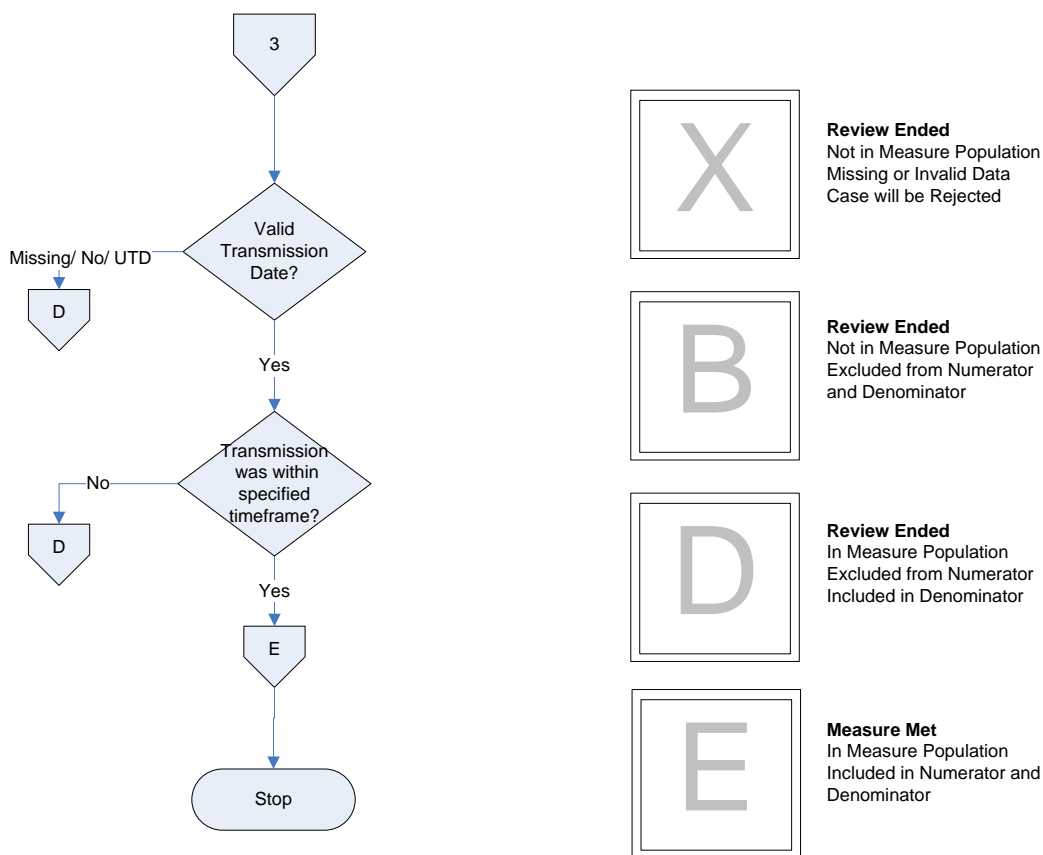 3
Valid
Transmission
Date?
Missing/ No/ UTD
D
Yes
Transmission
was within
specified
timeframe?
No
D
Yes
E
Stop
X
Review Ended
Not in Measure Population
Missing or Invalid Data
Case will be Rejected
B
Review Ended
Not in Measure Population
Excluded from Numerator
and Denominator
D
Review Ended
In Measure Population
Excluded from Numerator
Included in Denominator
E
Measure Met
In Measure Population
Included in Numerator and
Denominator